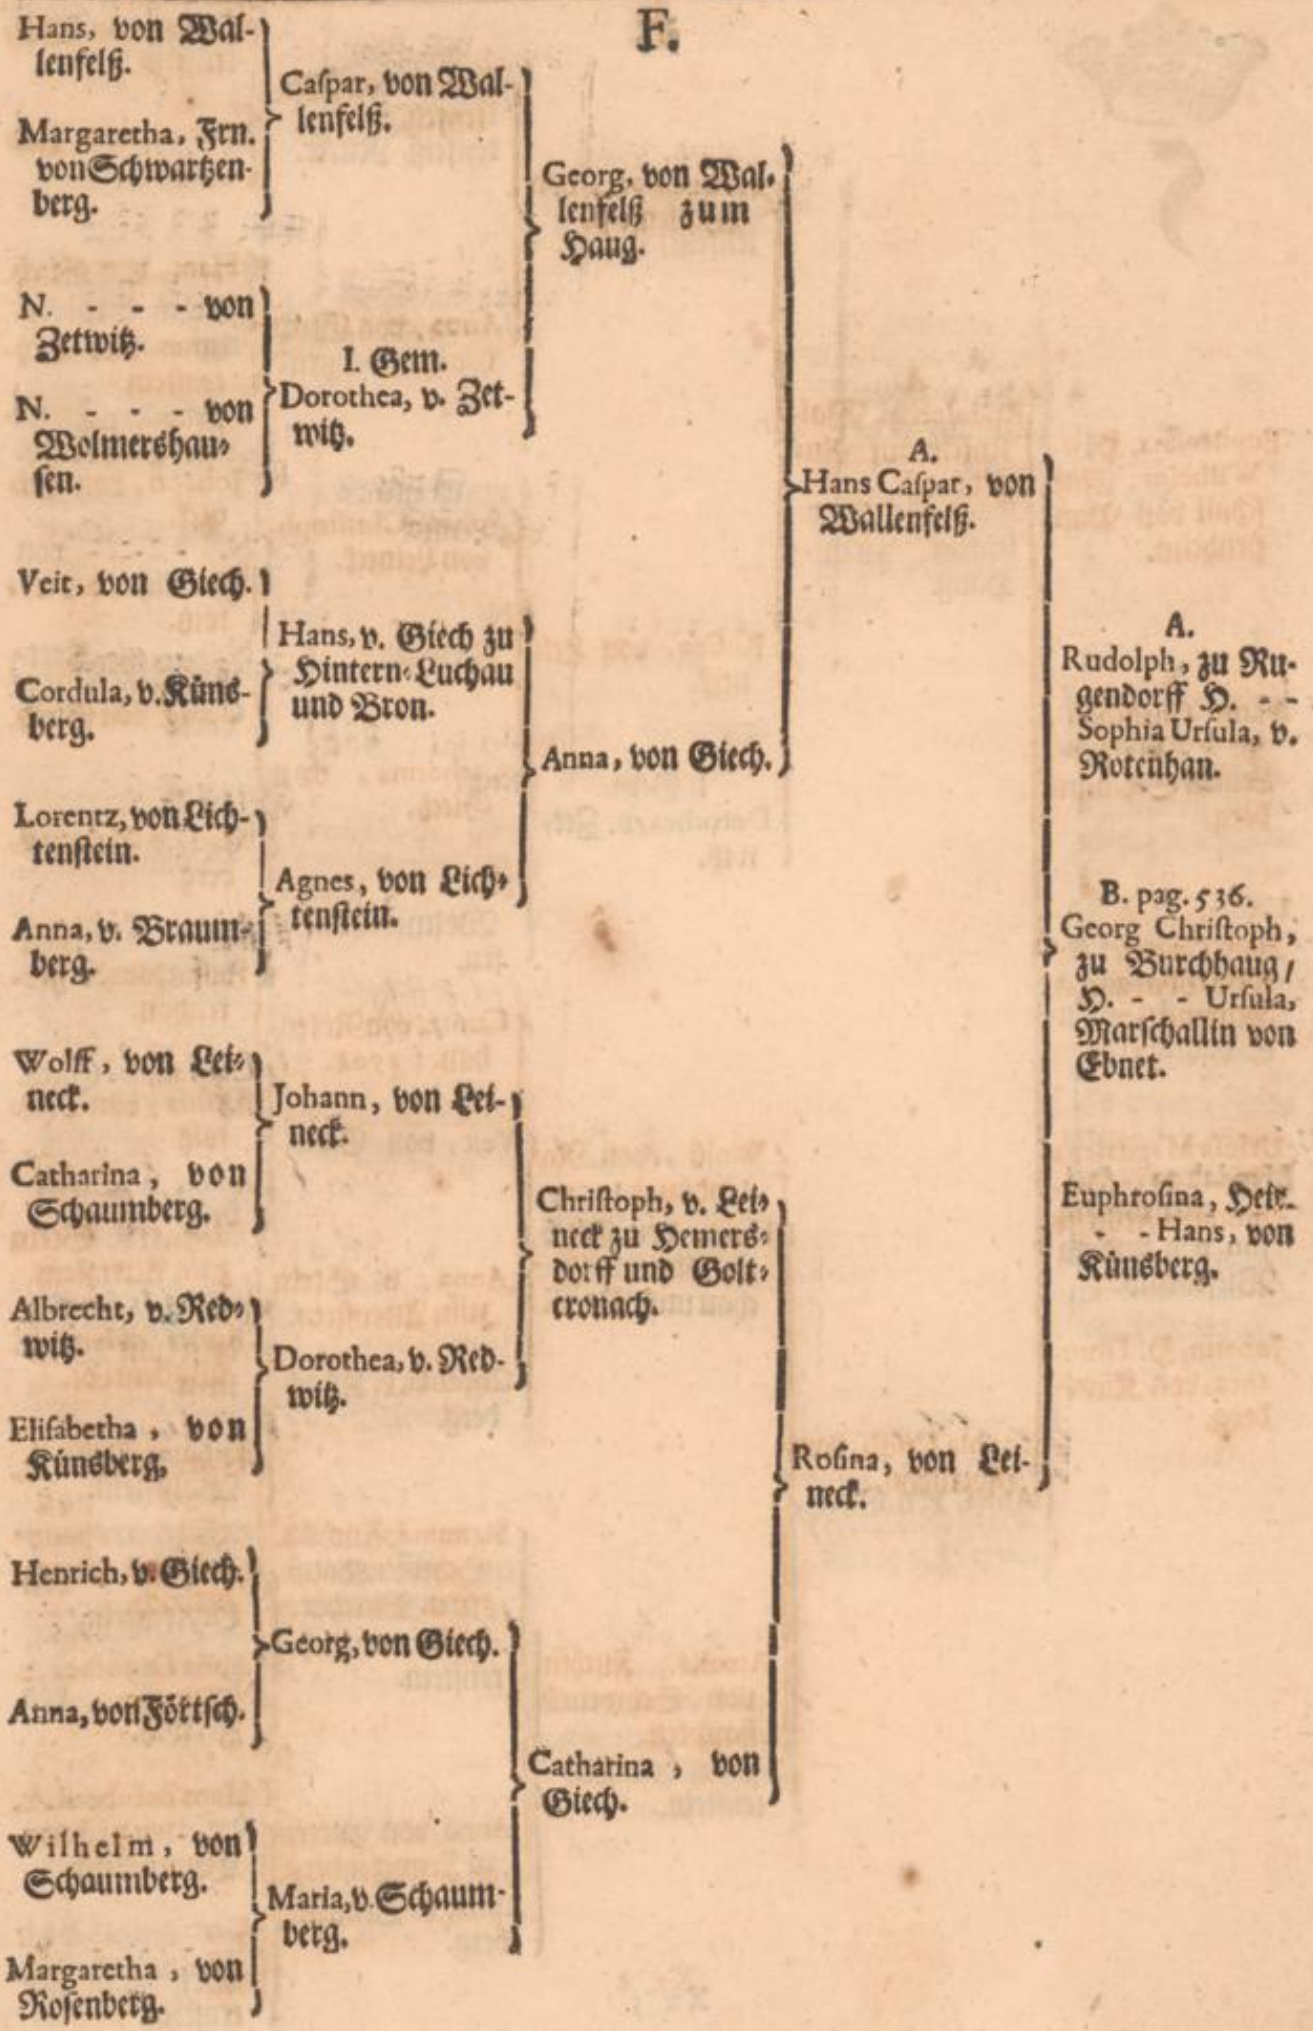 F.
Hans, von Wal-
lenfelß.
Margaretha, Frn.
von Schwartzen-
berg.
N. - - - von
Zetwitz.
N. - - - von
Wolmershau-
sen.
Veit, von Giech.
Cordula, v. Küns-
berg.
Lorentz, von Lich-
tenstein.
Anna, v. Braum-
berg.
Wolff, von Lei-
neck.
Catharina, von
Schaumberg.
Albrecht, v. Red-
witz.
Elisabetha, von
Künsberg,
Henrich, v. Giech.
Anna, von Förtsch.
Wilhelm, von
Schaumberg.
Margaretha, von
Rosenberg.
Caspar, von Wal-
lenfelß.
I. Gem.
Dorothea, v. Zet-
witz.
Hans, v. Giech zu
Hintern-Luchau
und Bron.
Agnes, von Lich-
tenstein.
Johann, von Lei-
neck.
Dorothea, v. Red-
witz.
Georg, von Giech.
Maria, v. Schaum-
berg.
Georg, von Wal-
lenfelß zum
Haug.
Anna, von Giech.
Christoph, v. Lei-
neck zu Hemers-
dorff und Golt-
cronach.
Catharina, von
Giech.
A.
Hans Caspar, von
Wallenfelß.
Rosina, von Lei-
neck.
A.
Rudolph, zu Ru-
gendorff H. - -
Sophia Ursula, v.
Rotenhan.
B. pag. 536.
Georg Christoph,
zu Burchhaug /
H. - - Ursula,
Marschallin von
Ebnet.
Euphrosina, Heir.
- - Hans, von
Künsberg.